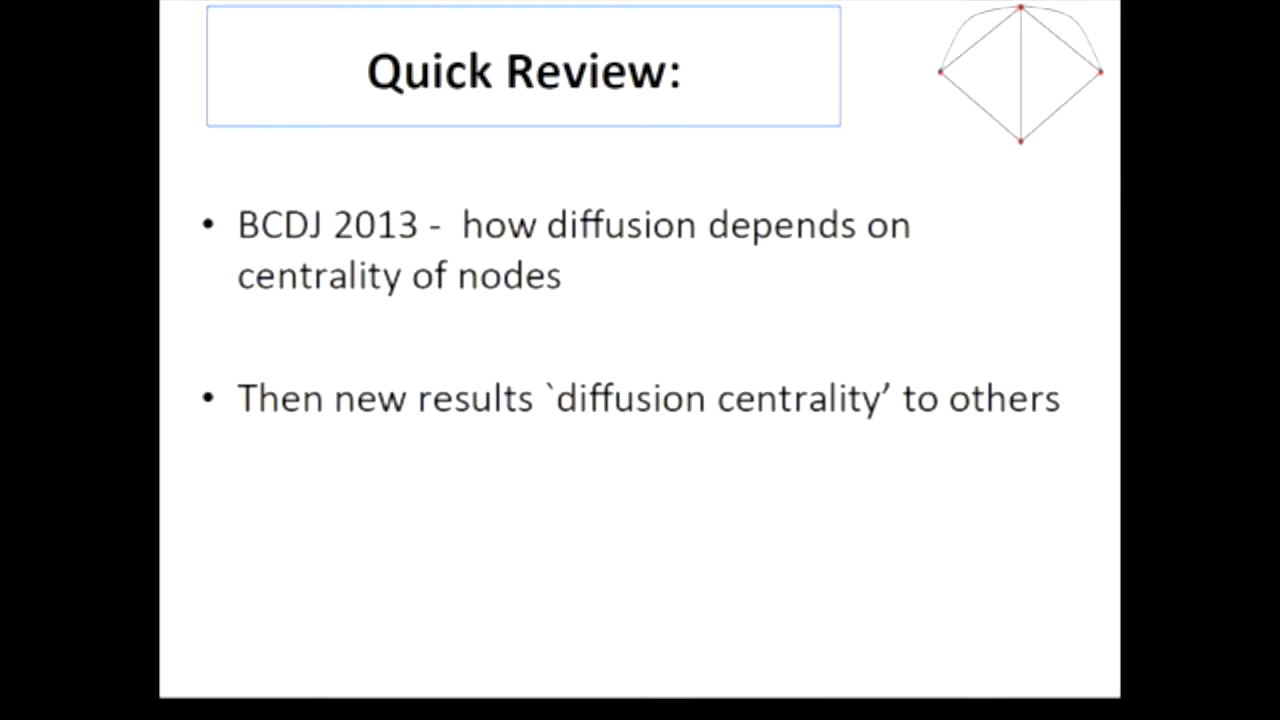 Quick Review:
• BCDJ 2013 -  how diffusion depends on
centrality of nodes
• Then new results `diffusion centrality’ to others